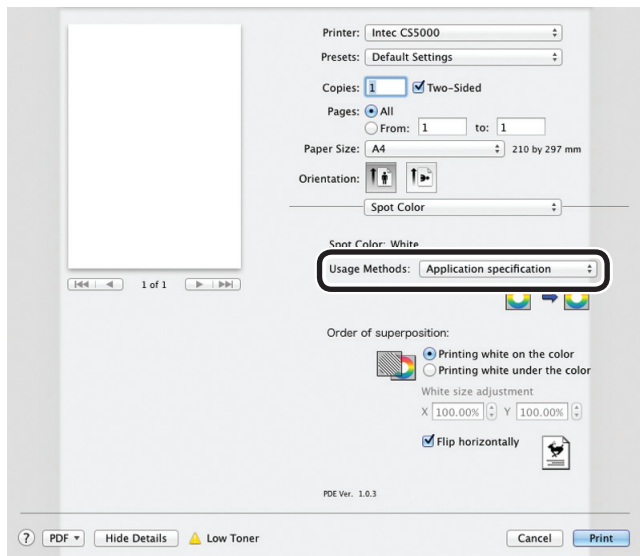 Printer: Intec CS5000
Presets: Default Settings
Copies: 1 Two-Sided
Pages: All
From: 1 to: 1
Paper Size: A4 210 by 297 mm
Orientation:
Spot Color
Spot Color: White
Usage Methods: Application specification
1 of 1
Order of superposition:
Printing white on the color
Printing white under the color
White size adjustment
X 100.00% Y 100.00%
Flip horizontally
PDE Ver. 1.0.3
? PDF Hide Details Low Toner Cancel Print